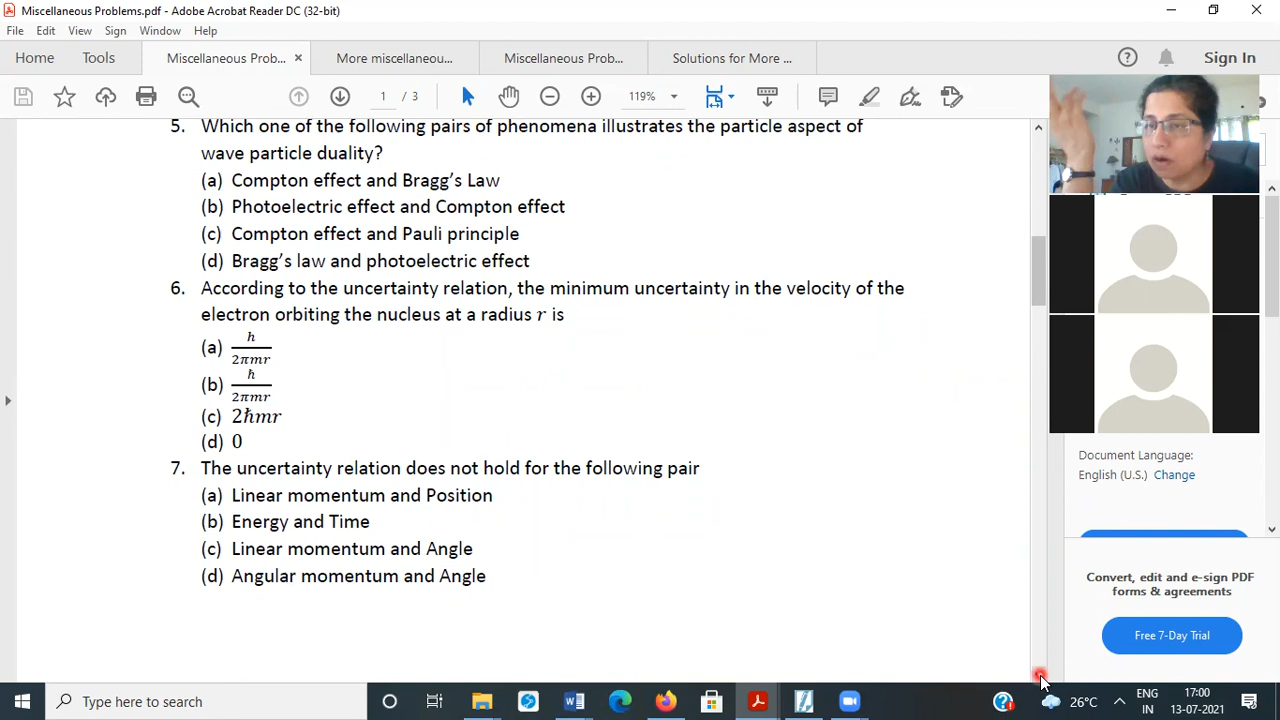 Miscellaneous Problems.pdf - Adobe Acrobat Reader DC (32-bit)
File Edit View Sign Window Help
Home Tools Miscellaneous Prob... × More miscellanou... Miscellaneous Prob... Solutions for More ... Sign In
1 / 3 119%
5. Which one of the following pairs of phenomena illustrates the particle aspect of
wave particle duality?
(a) Compton effect and Bragg's Law
(b) Photoelectric effect and Compton effect
(c) Compton effect and Pauli principle
(d) Bragg's law and photoelectric effect
6. According to the uncertainty relation, the minimum uncertainty in the velocity of the
electron orbiting the nucleus at a radius r is
(a) h/2πmr
(b) ℏ/2πmr
(c) 2ℏmr
(d) 0
7. The uncertainty relation does not hold for the following pair
(a) Linear momentum and Position
(b) Energy and Time
(c) Linear momentum and Angle
(d) Angular momentum and Angle
Document Language:
English (U.S.) Change
Convert, edit and e-sign PDF
forms & agreements
Free 7-Day Trial
Type here to search
26°C
ENG
IN
17:00
13-07-2021